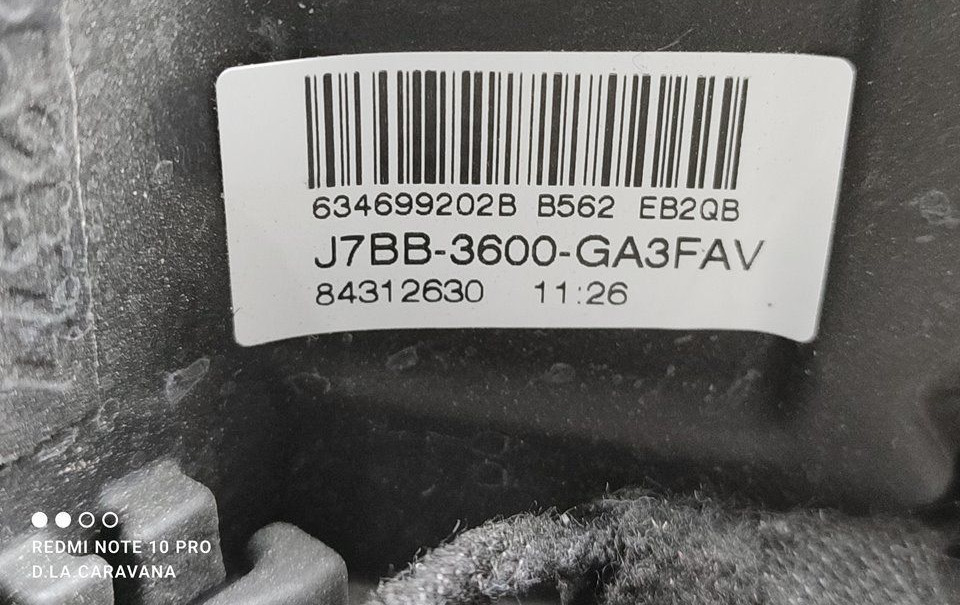 634699202B B562 EB2QB
J7BB-3600-GA3FAV
84312630 11:26
REDMI NOTE 10 PRO
D.LA.CARAVANA